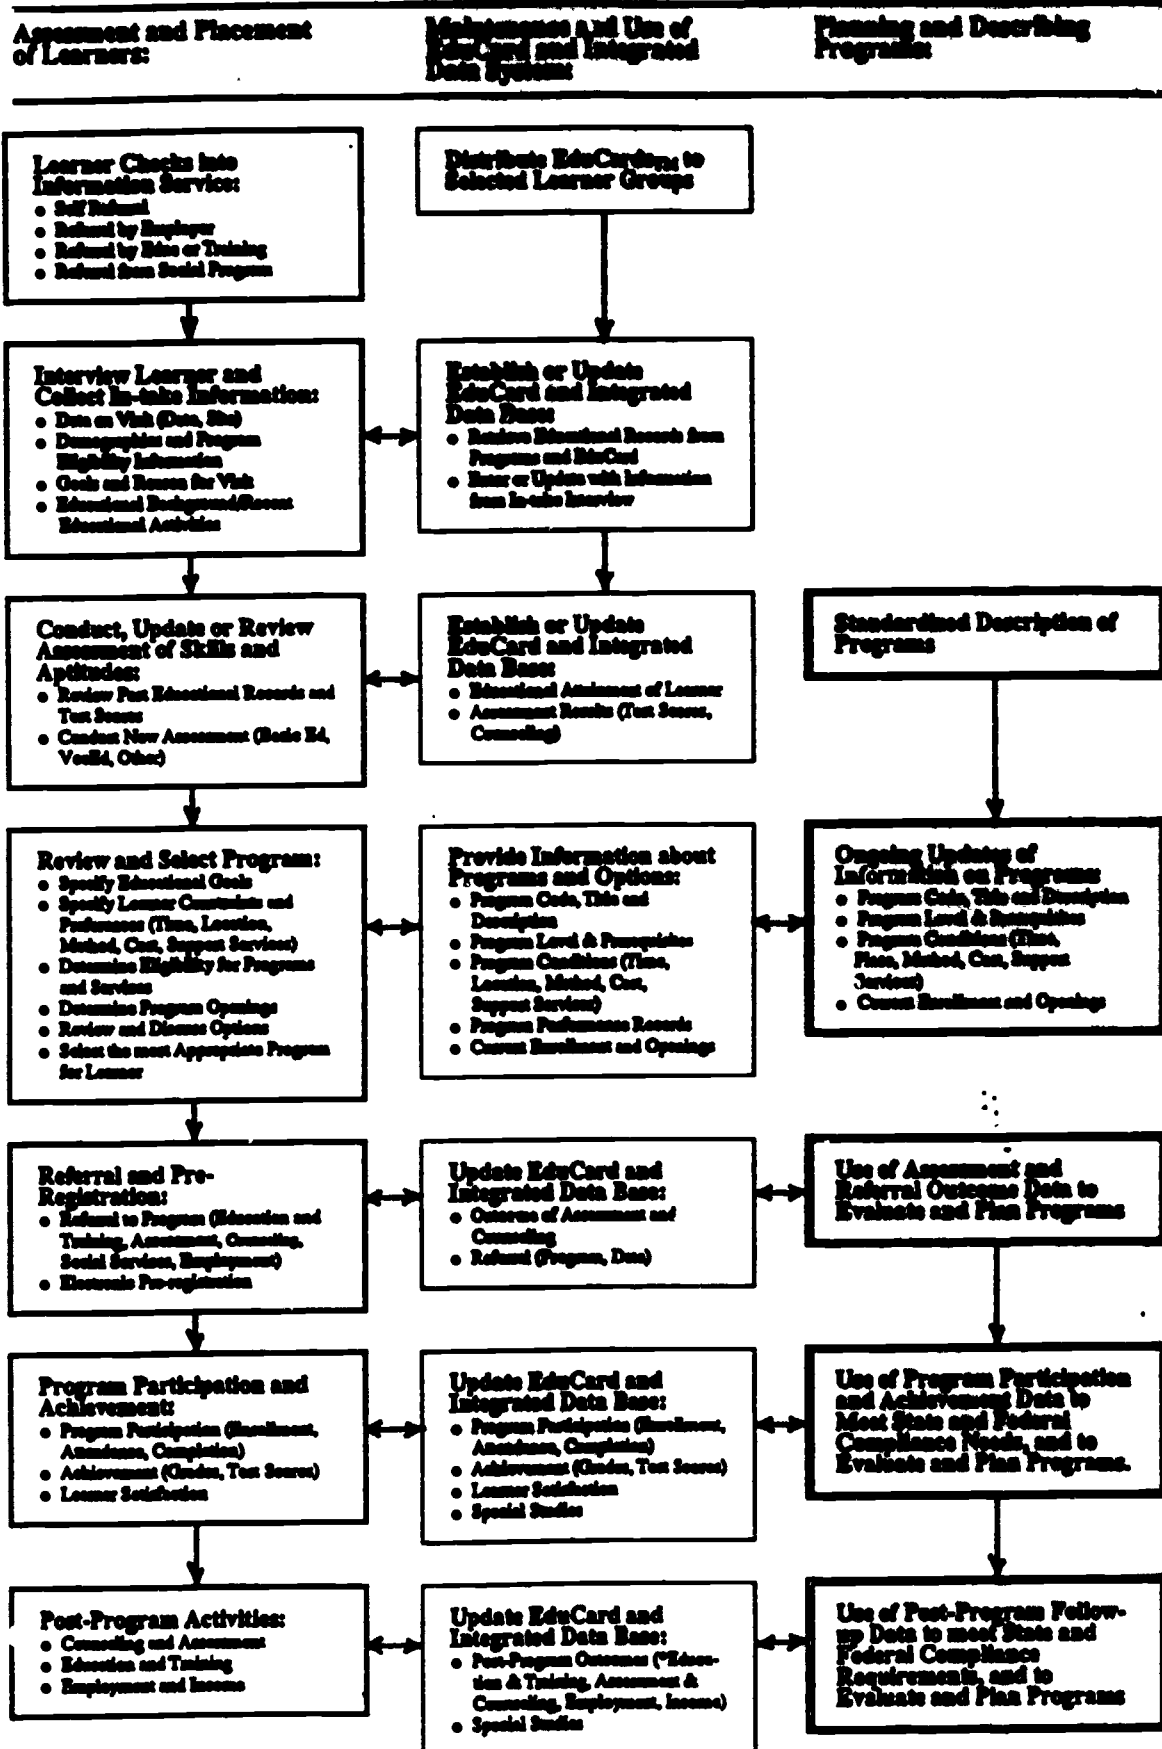 Assessment and Placement
of Learners:
Maintenance and Use of
EduCard and Integrated
Data System:
Planning and Describing
Programs:
Learner Checks into
Information Service:
• Self Referral
• Referral by Employer
• Referral by Educ or Training
• Referral from Social Program
Distribute EduCards™ to
Selected Learner Groups
Interview Learner and
Collect In-take Information:
• Data on Visit (Date, Site)
• Demographics and Program
Eligibility Information
• Goals and Reason for Visit
• Educational Background/Recent
Educational Activities
Establish or Update
EduCard and Integrated
Data Base:
• Retrieve Educational Records from
Programs and EduCard
• Enter or Update with Information
from In-take Interview
Conduct, Update or Review
Assessment of Skills and
Aptitudes:
• Review Past Educational Records and
Test Scores
• Conduct New Assessment (Basic Ed,
VocEd, Other)
Establish or Update
EduCard and Integrated
Data Base:
• Educational Attainment of Learner
• Assessment Results (Test Scores,
Counseling)
Standardized Description of
Programs
Review and Select Program:
• Specify Educational Goals
• Specify Learner Constraints and
Preferences (Time, Location,
Method, Cost, Support Services)
• Determine Eligibility for Programs
and Services
• Determine Program Openings
• Review and Discuss Options
• Select the most Appropriate Program
for Learner
Provide Information about
Programs and Options:
• Program Code, Title and
Description
• Program Level & Prerequisites
• Program Conditions (Time,
Location, Method, Cost,
Support Services)
• Program Performance Records
• Current Enrollment and Openings
Ongoing Updates of
Information on Programs:
• Program Code, Title and Description
• Program Level & Prerequisites
• Program Conditions (Time,
Place, Method, Cost, Support
Services)
• Current Enrollment and Openings
Referral and Pre-
Registration:
• Referral to Program (Education and
Training, Assessment, Counseling,
Social Services, Employment)
• Electronic Pre-registration
Update EduCard and
Integrated Data Base:
• Outcome of Assessment and
Counseling
• Referral (Program, Date)
Use of Assessment and
Referral Outcome Data to
Evaluate and Plan Programs
Program Participation and
Achievement:
• Program Participation (Enrollment,
Attendance, Completion)
• Achievement (Grades, Test Scores)
• Learner Satisfaction
Update EduCard and
Integrated Data Base:
• Program Participation (Enrollment,
Attendance, Completion)
• Achievement (Grades, Test Scores)
• Learner Satisfaction
• Special Studies
Use of Program Participation
and Achievement Data to
Meet State and Federal
Compliance Needs, and to
Evaluate and Plan Programs.
Post-Program Activities:
• Counseling and Assessment
• Education and Training
• Employment and Income
Update EduCard and
Integrated Data Base:
• Post-Program Outcomes ("Educa-
tion & Training, Assessment &
Counseling, Employment, Income)
• Special Studies
Use of Post-Program Follow-
up Data to meet State and
Federal Compliance
Requirements, and to
Evaluate and Plan Programs